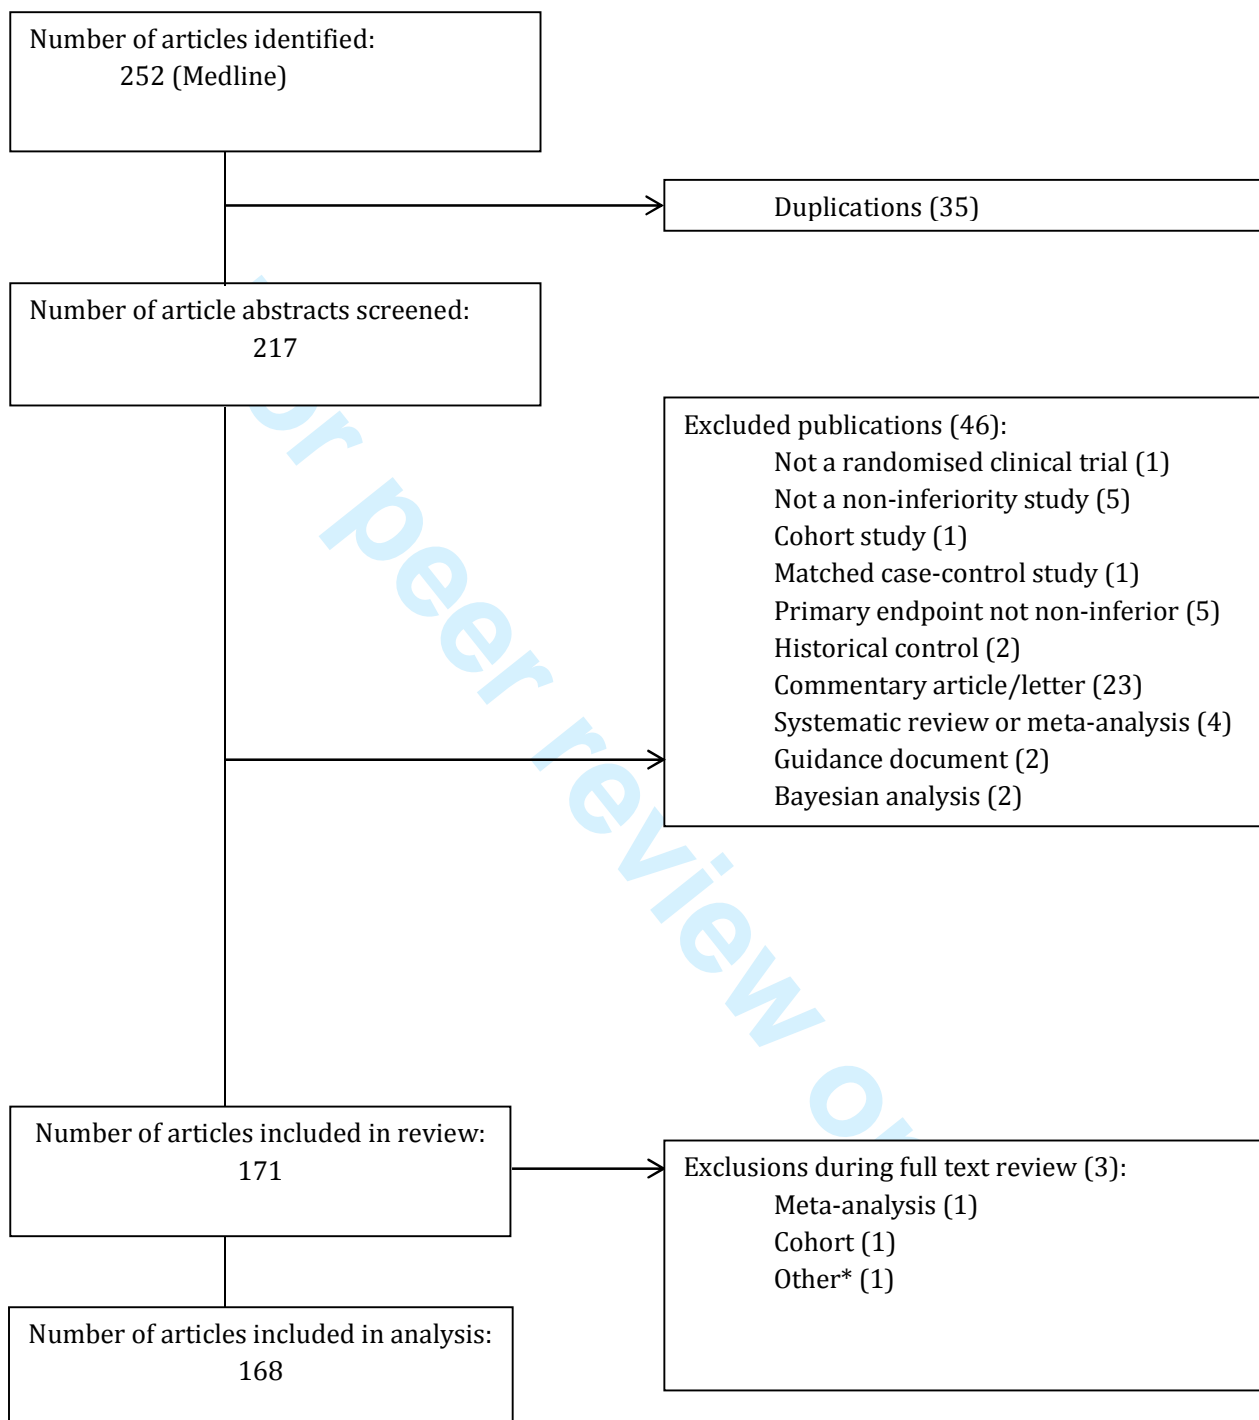 Number of articles identified:
252 (Medline)
Duplications (35)
Number of article abstracts screened:
217
Excluded publications (46):
Not a randomised clinical trial (1)
Not a non-inferiority study (5)
Cohort study (1)
Matched case-control study (1)
Primary endpoint not non-inferior (5)
Historical control (2)
Commentary article/letter (23)
Systematic review or meta-analysis (4)
Guidance document (2)
Bayesian analysis (2)
Number of articles included in review:
171
Exclusions during full text review (3):
Meta-analysis (1)
Cohort (1)
Other* (1)
Number of articles included in analysis:
168
peer review